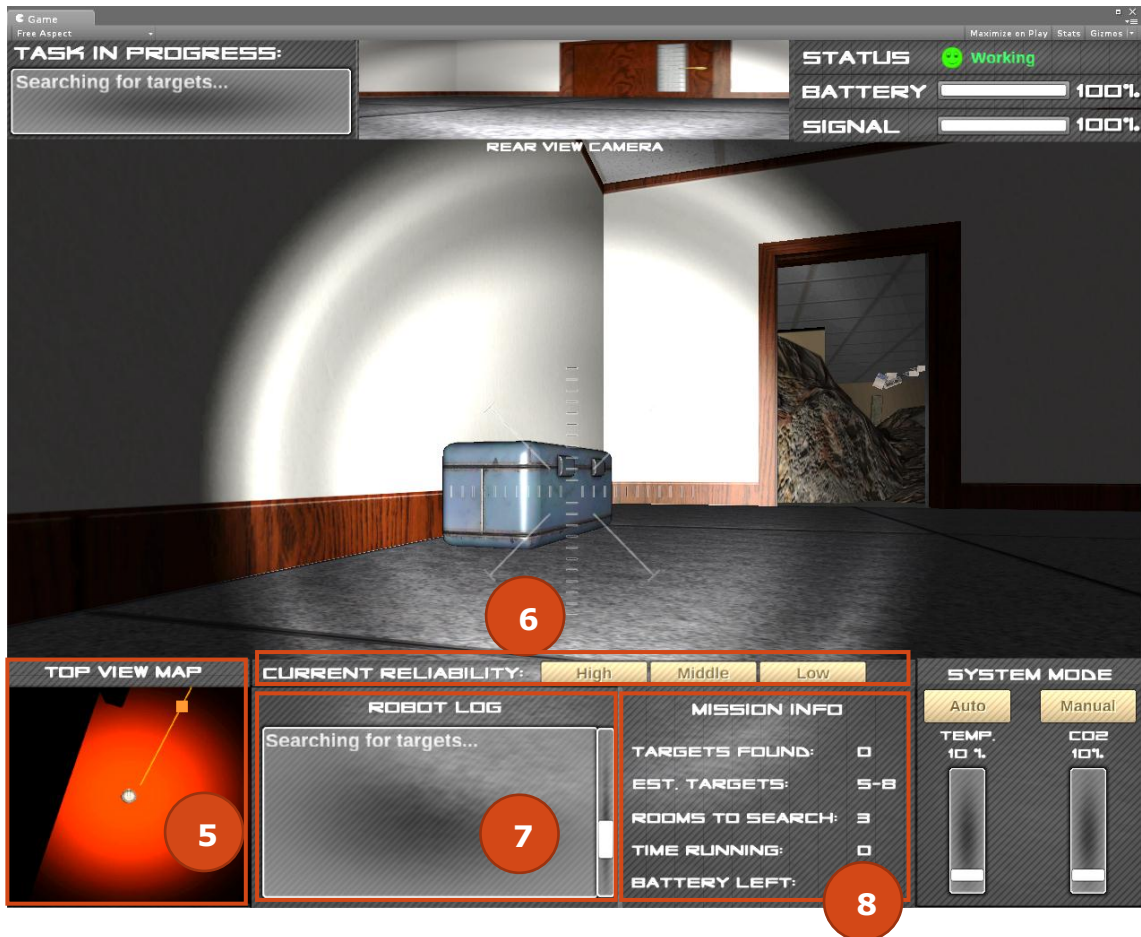 Game
Free Aspect
Maximize on Play Stats Gizmos
TASK IN PROGRESS:
Searching for targets...
REAR VIEW CAMERA
STATUS Working
BATTERY 100%
SIGNAL 100%
6
TOP VIEW MAP
5
CURRENT RELIABILITY: High Middle Low
ROBOT LOG
Searching for targets...
7
MISSION INFO
TARGETS FOUND: 0
EST. TARGETS: 5-8
ROOMS TO SEARCH: 3
TIME RUNNING: 0
BATTERY LEFT:
8
SYSTEM MODE
Auto Manual
TEMP. CO2
10 % 10%